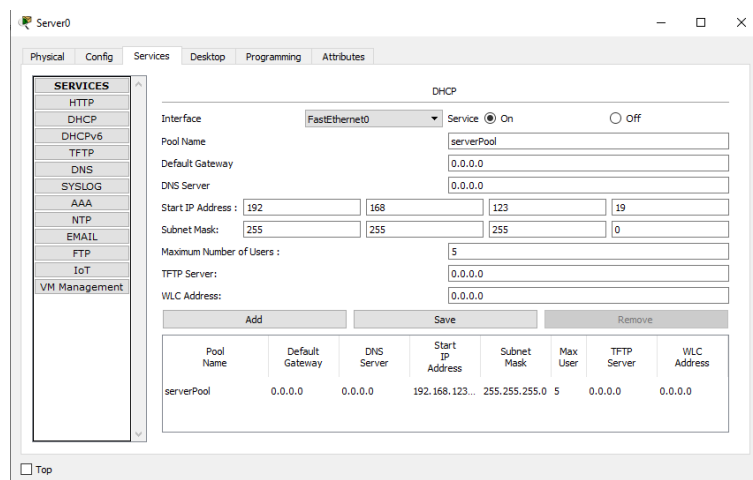 Server0
Physical Config Services Desktop Programming Attributes
SERVICES
HTTP
DHCP
DHCPv6
TFTP
DNS
SYSLOG
AAA
NTP
EMAIL
FTP
IoT
VM Management
DHCP
Interface FastEthernet0 Service On Off
Pool Name serverPool
Default Gateway 0.0.0.0
DNS Server 0.0.0.0
Start IP Address : 192 168 123 19
Subnet Mask: 255 255 255 0
Maximum Number of Users : 5
TFTP Server: 0.0.0.0
WLC Address: 0.0.0.0
Add Save Remove
Pool Name Default Gateway DNS Server Start IP Address Subnet Mask Max User TFTP Server WLC Address
serverPool 0.0.0.0 0.0.0.0 192.168.123... 255.255.255.0 5 0.0.0.0 0.0.0.0
Top